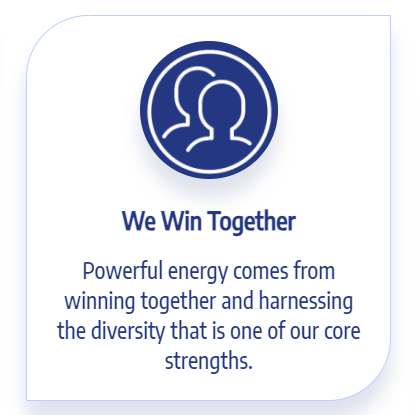 We Win Together
Powerful energy comes from
winning together and harnessing
the diversity that is one of our core
strengths.